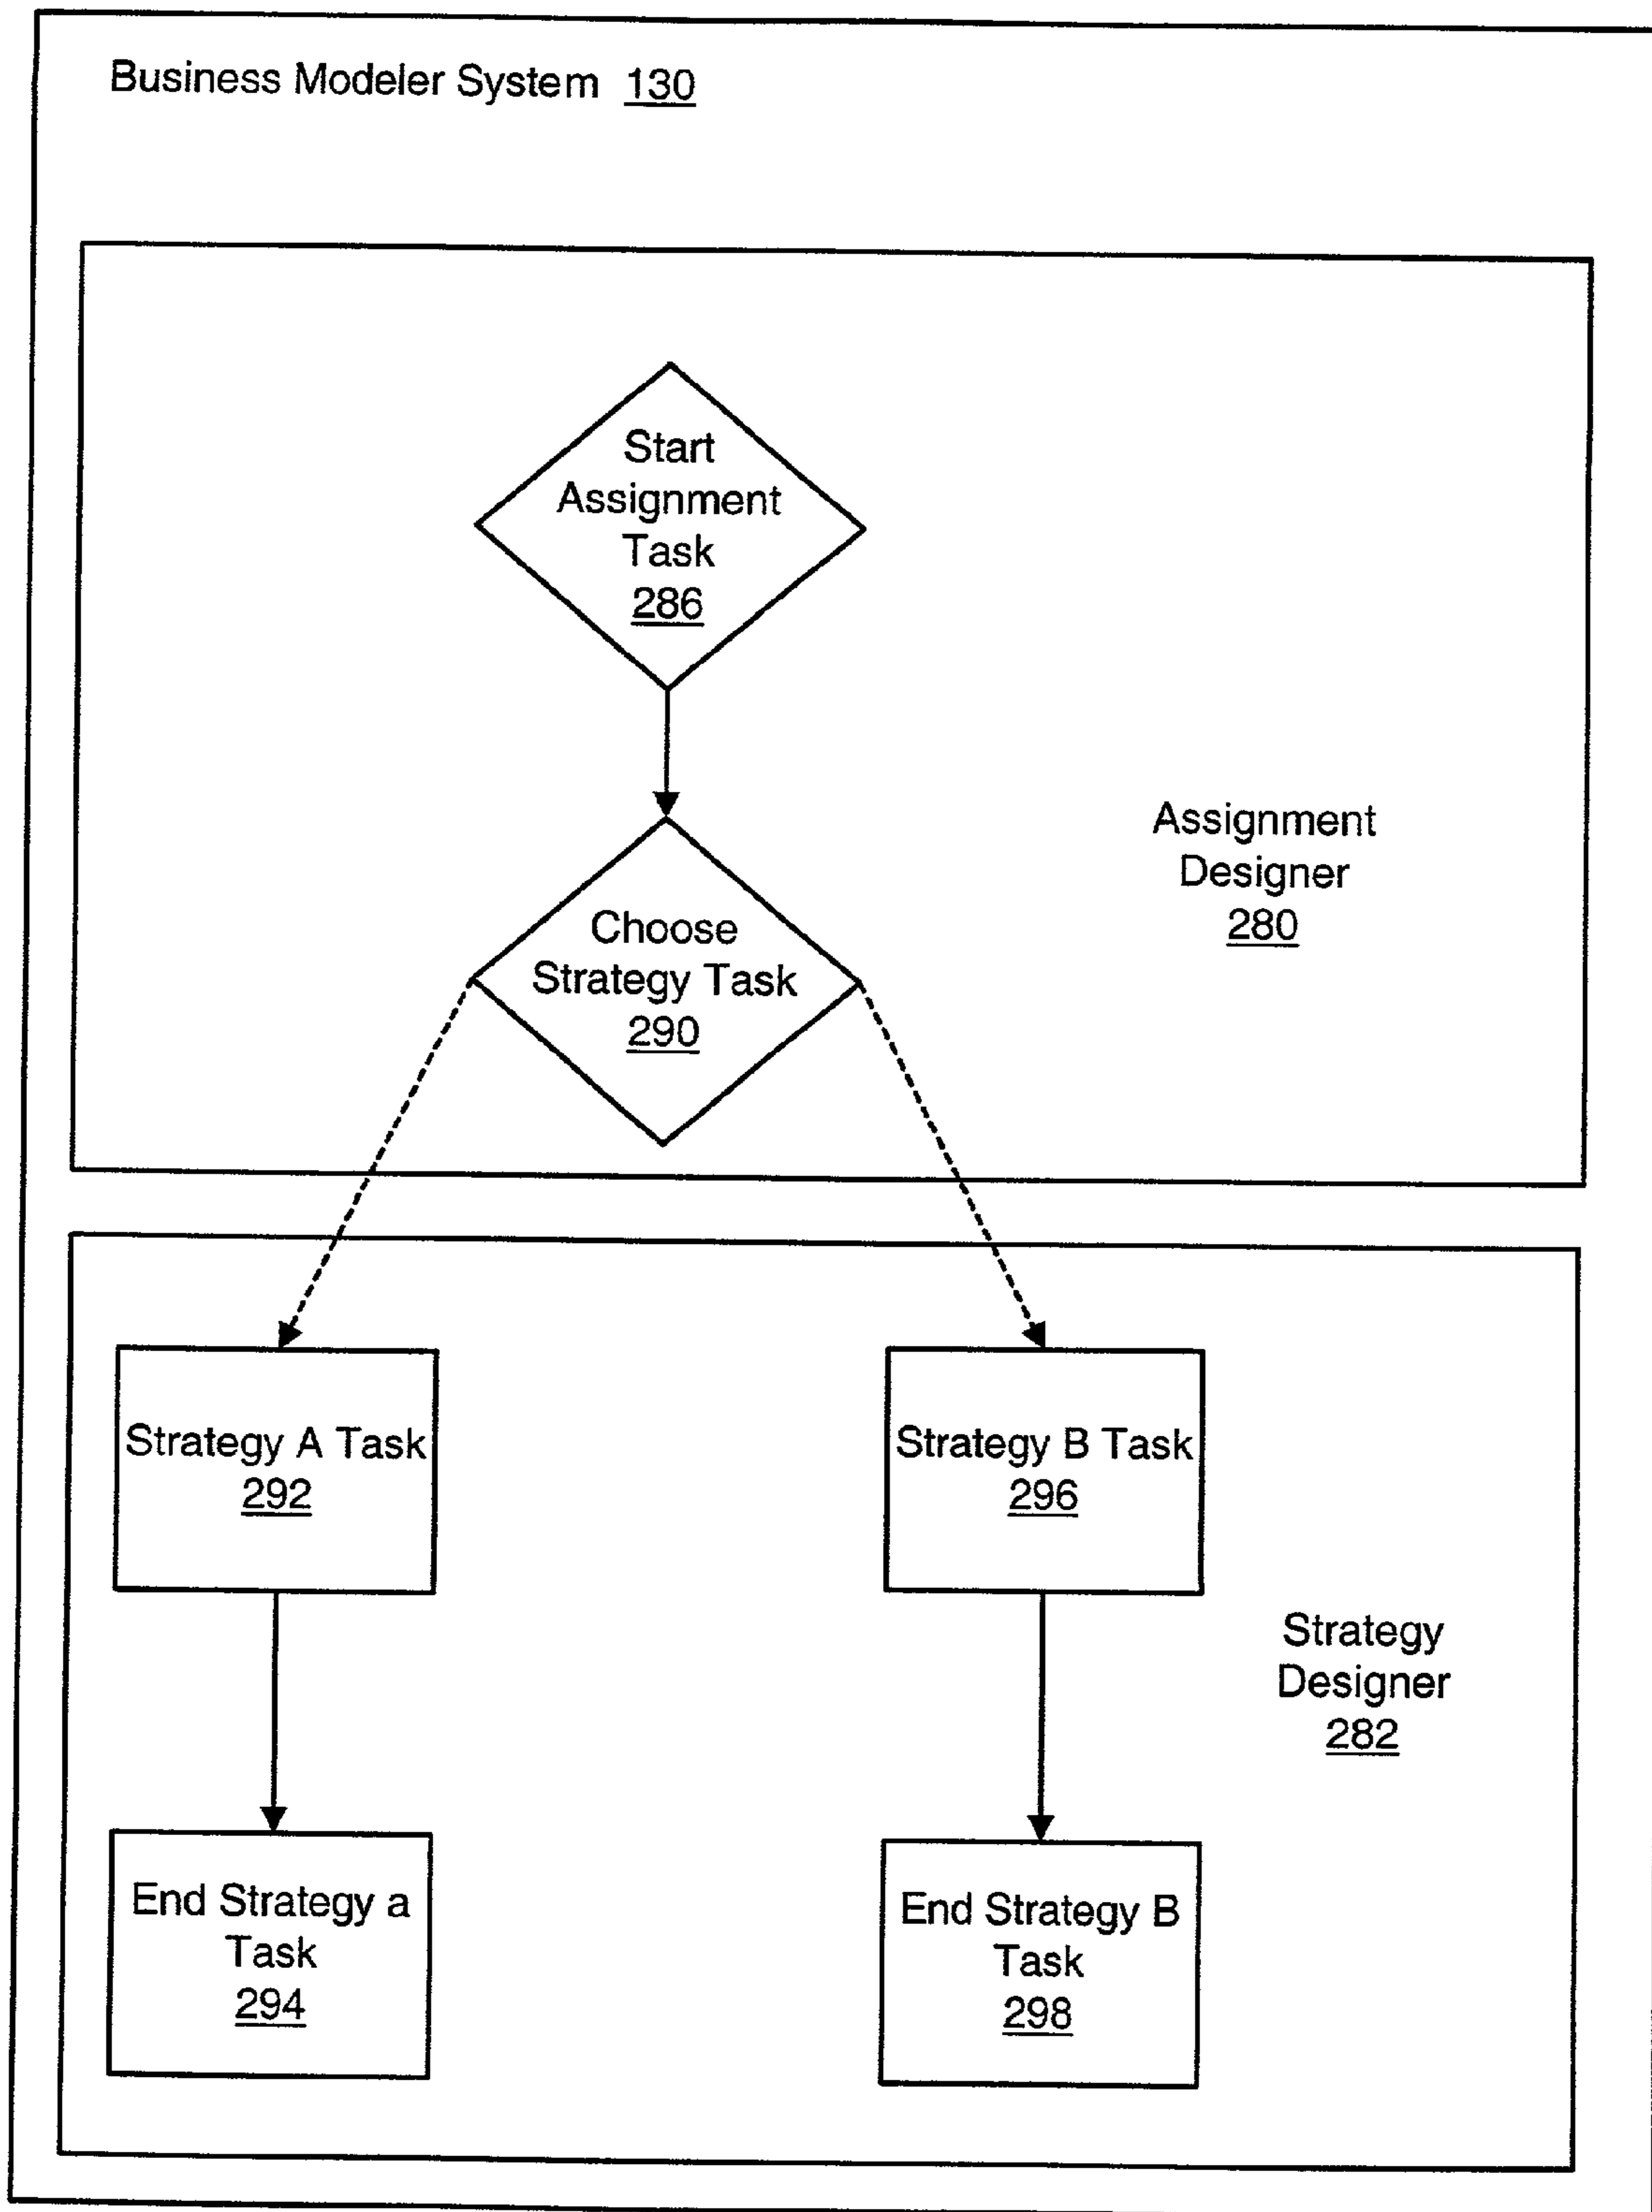 Business Modeler System 130
Start
Assignment
Task
286
Assignment
Designer
280
Choose
Strategy Task
290
Strategy A Task
292
Strategy B Task
296
Strategy
Designer
282
End Strategy a
Task
294
End Strategy B
Task
298